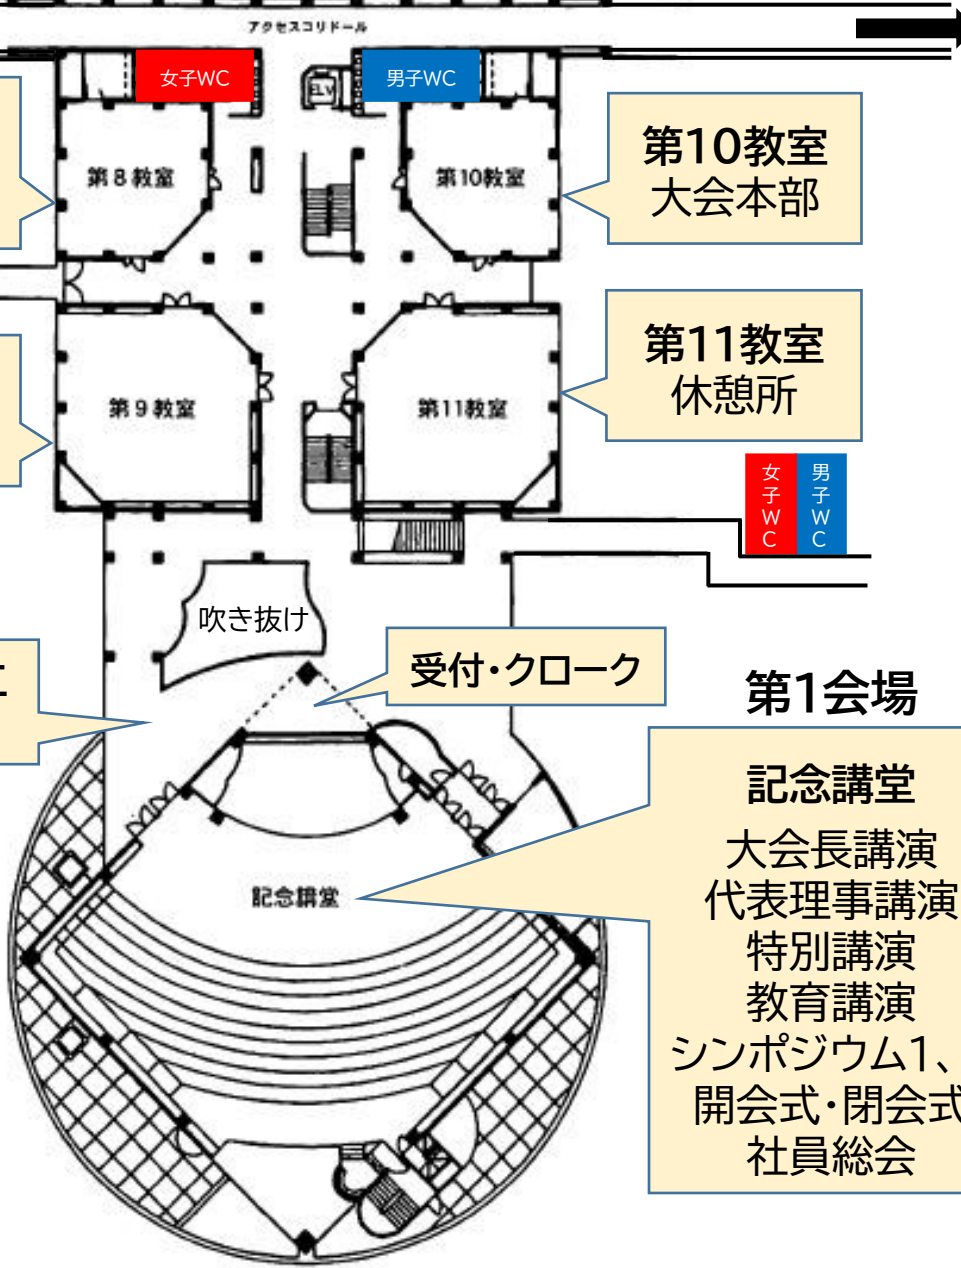 アクセスコリドール
女子WC
ELV
男子WC
第8教室
第10教室
第10教室
大会本部
第9教室
第11教室
第11教室
休憩所
女子WC
男子WC
吹き抜け
受付・クローク
第1会場
記念講堂
大会長講演
代表理事講演
特別講演
教育講演
シンポジウム1、
開会式・閉会式
社員総会
記念講堂